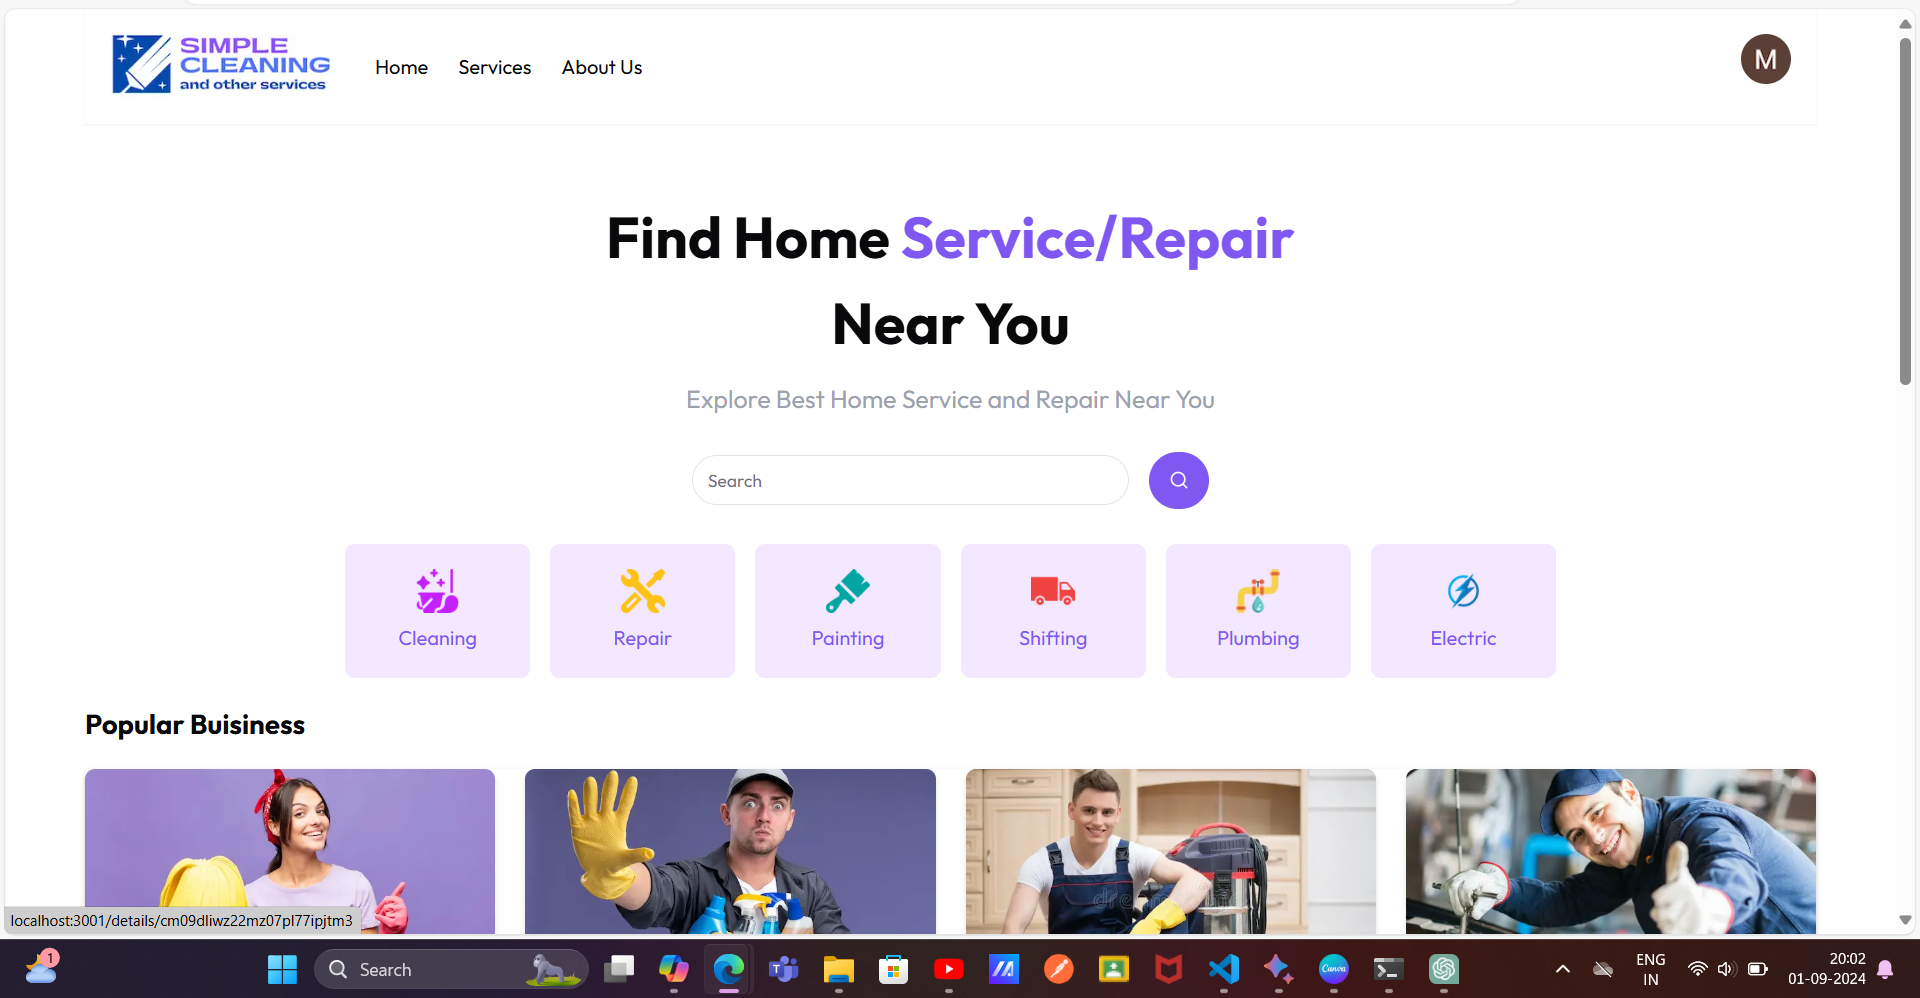 SIMPLE
CLEANING
and other services
Home Services About Us
M
Find Home Service/Repair
Near You
Explore Best Home Service and Repair Near You
Search
Cleaning Repair Painting Shifting Plumbing Electric
Popular Buisiness
localhost:3001/details/cm09dliwz22mz07pl77ipjtm3
1
Search
T
Canva
ENG
IN
20:02
01-09-2024